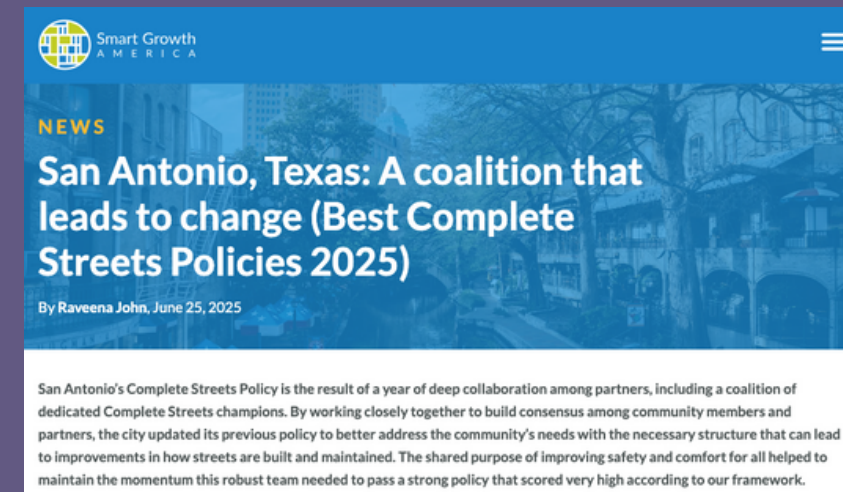 Smart Growth
AMERICA
NEWS
San Antonio, Texas: A coalition that
leads to change (Best Complete
Streets Policies 2025)
By Raveena John, June 25, 2025
San Antonio’s Complete Streets Policy is the result of a year of deep collaboration among partners, including a coalition of
dedicated Complete Streets champions. By working closely together to build consensus among community members and
partners, the city updated its previous policy to better address the community’s needs with the necessary structure that can lead
to improvements in how streets are built and maintained. The shared purpose of improving safety and comfort for all helped to
maintain the momentum this robust team needed to pass a strong policy that scored very high according to our framework.